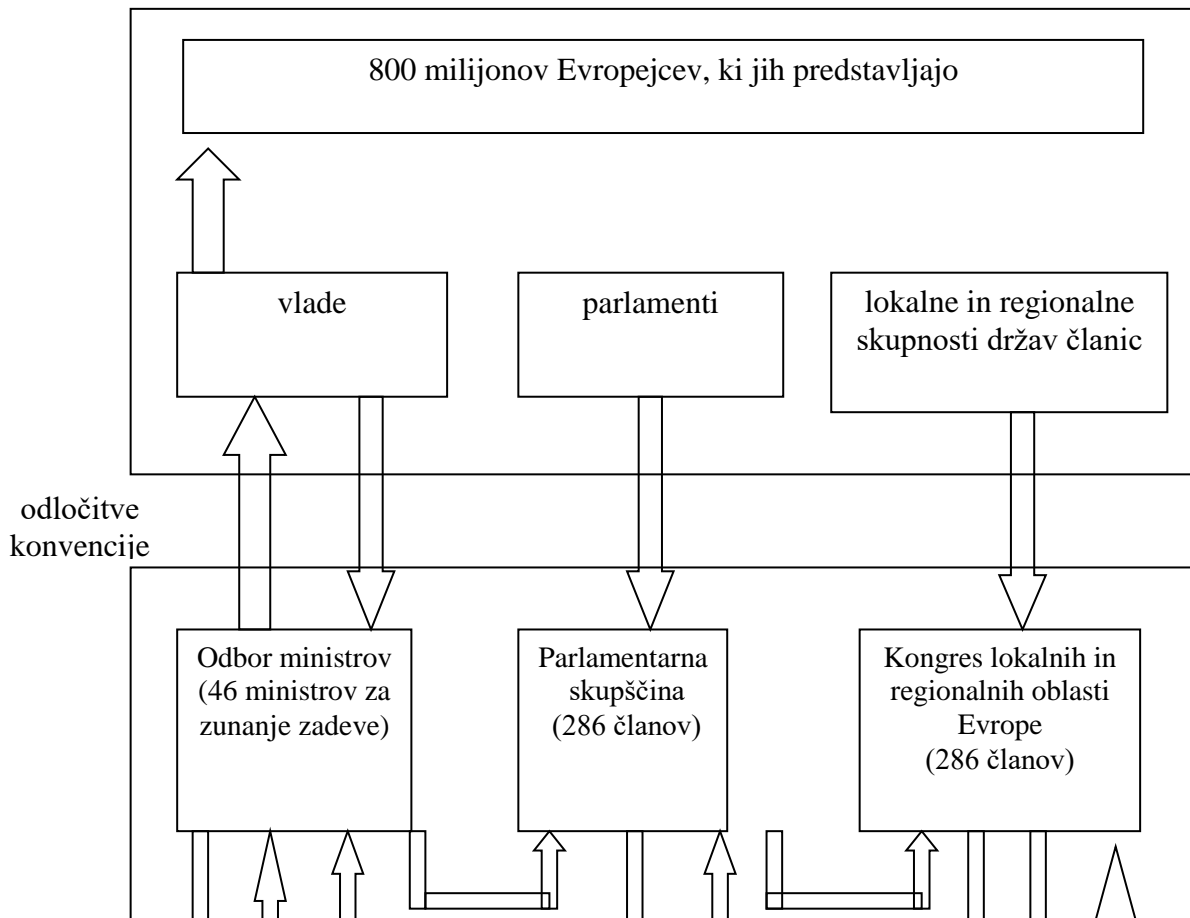 800 milijonov Evropejcev, ki jih predstavljajo
vlade
parlamenti
lokalne in regionalne
skupnosti držav članic
odločitve
konvencije
Odbor ministrov
(46 ministrov za
zunanje zadeve)
Parlamentarna
skupščina
(286 članov)
Kongres lokalnih in
regionalnih oblasti
Evrope
(286 članov)